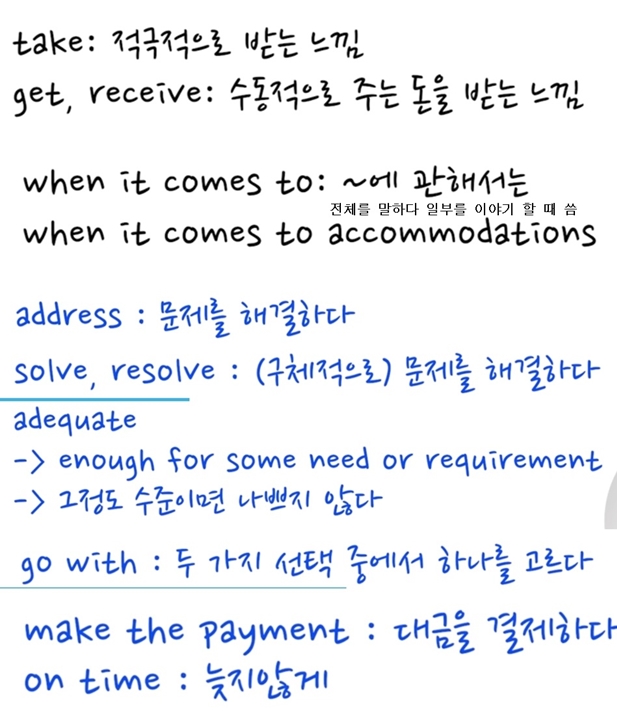 take: 적극적으로 받는 느낌
get, receive: 수동적으로 주는 돈을 받는 느낌
when it comes to: ~에 관해서는
전체를 말하다 일부를 이야기 할 때 씀
when it comes to accommodations
address : 문제를 해결하다
solve, resolve : (구체적으로) 문제를 해결하다
adequate
-> enough for some need or requirement
-> 그정도 수준이면 나쁘지 않다
go with : 두 가지 선택 중에서 하나를 고르다
make the payment : 대금을 결제하다
on time : 늦지않게